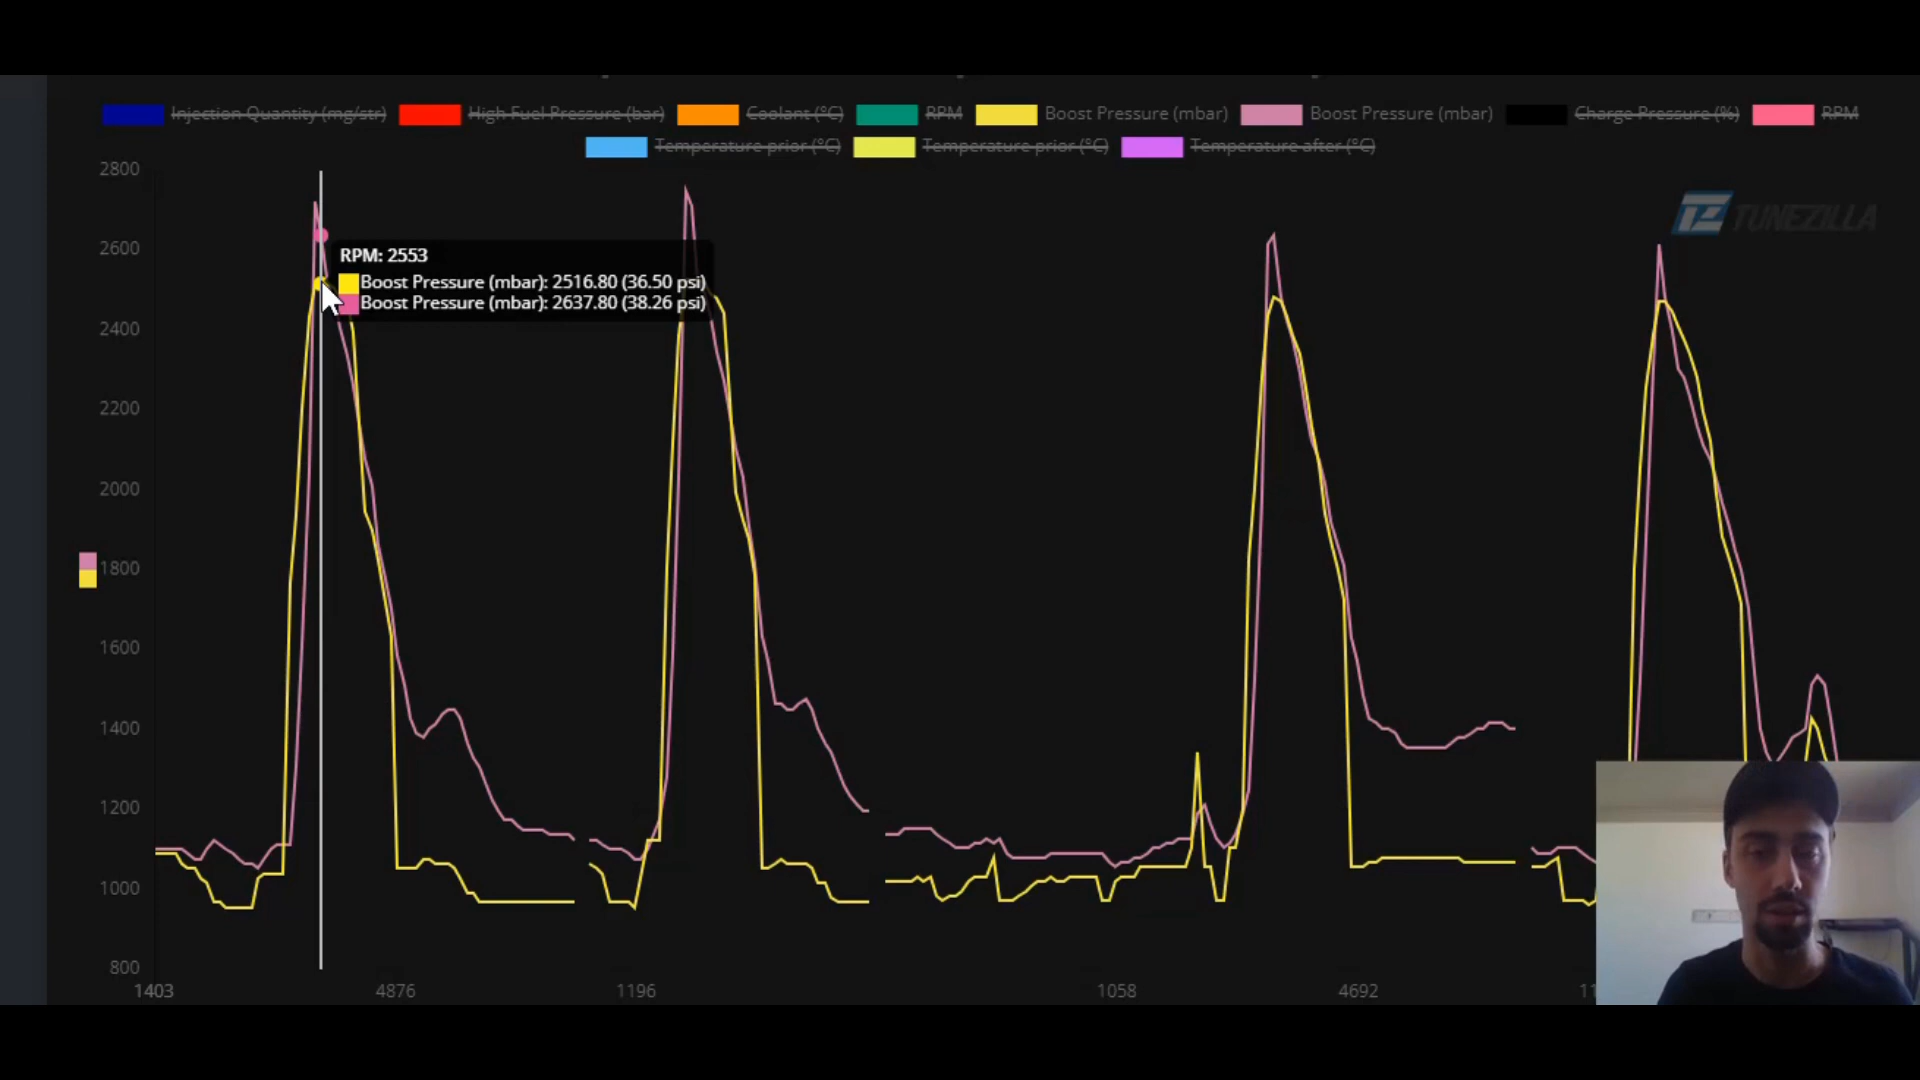 Injection Quantity (mg/str) High Fuel Pressure (bar) Coolant (°C) RPM Boost Pressure (mbar) Boost Pressure (mbar) Charge Pressure (%) RPM
Temperature prior (°C) Temperature prior (°C) Temperature after (°C)
2800
TZ TUNEZILLA
2600
RPM: 2553
Boost Pressure (mbar): 2516.80 (36.50 psi)
Boost Pressure (mbar): 2637.80 (38.26 psi)
2400
2200
2000
1800
1600
1400
1200
1000
800
1403 4876 1196 1058 4692